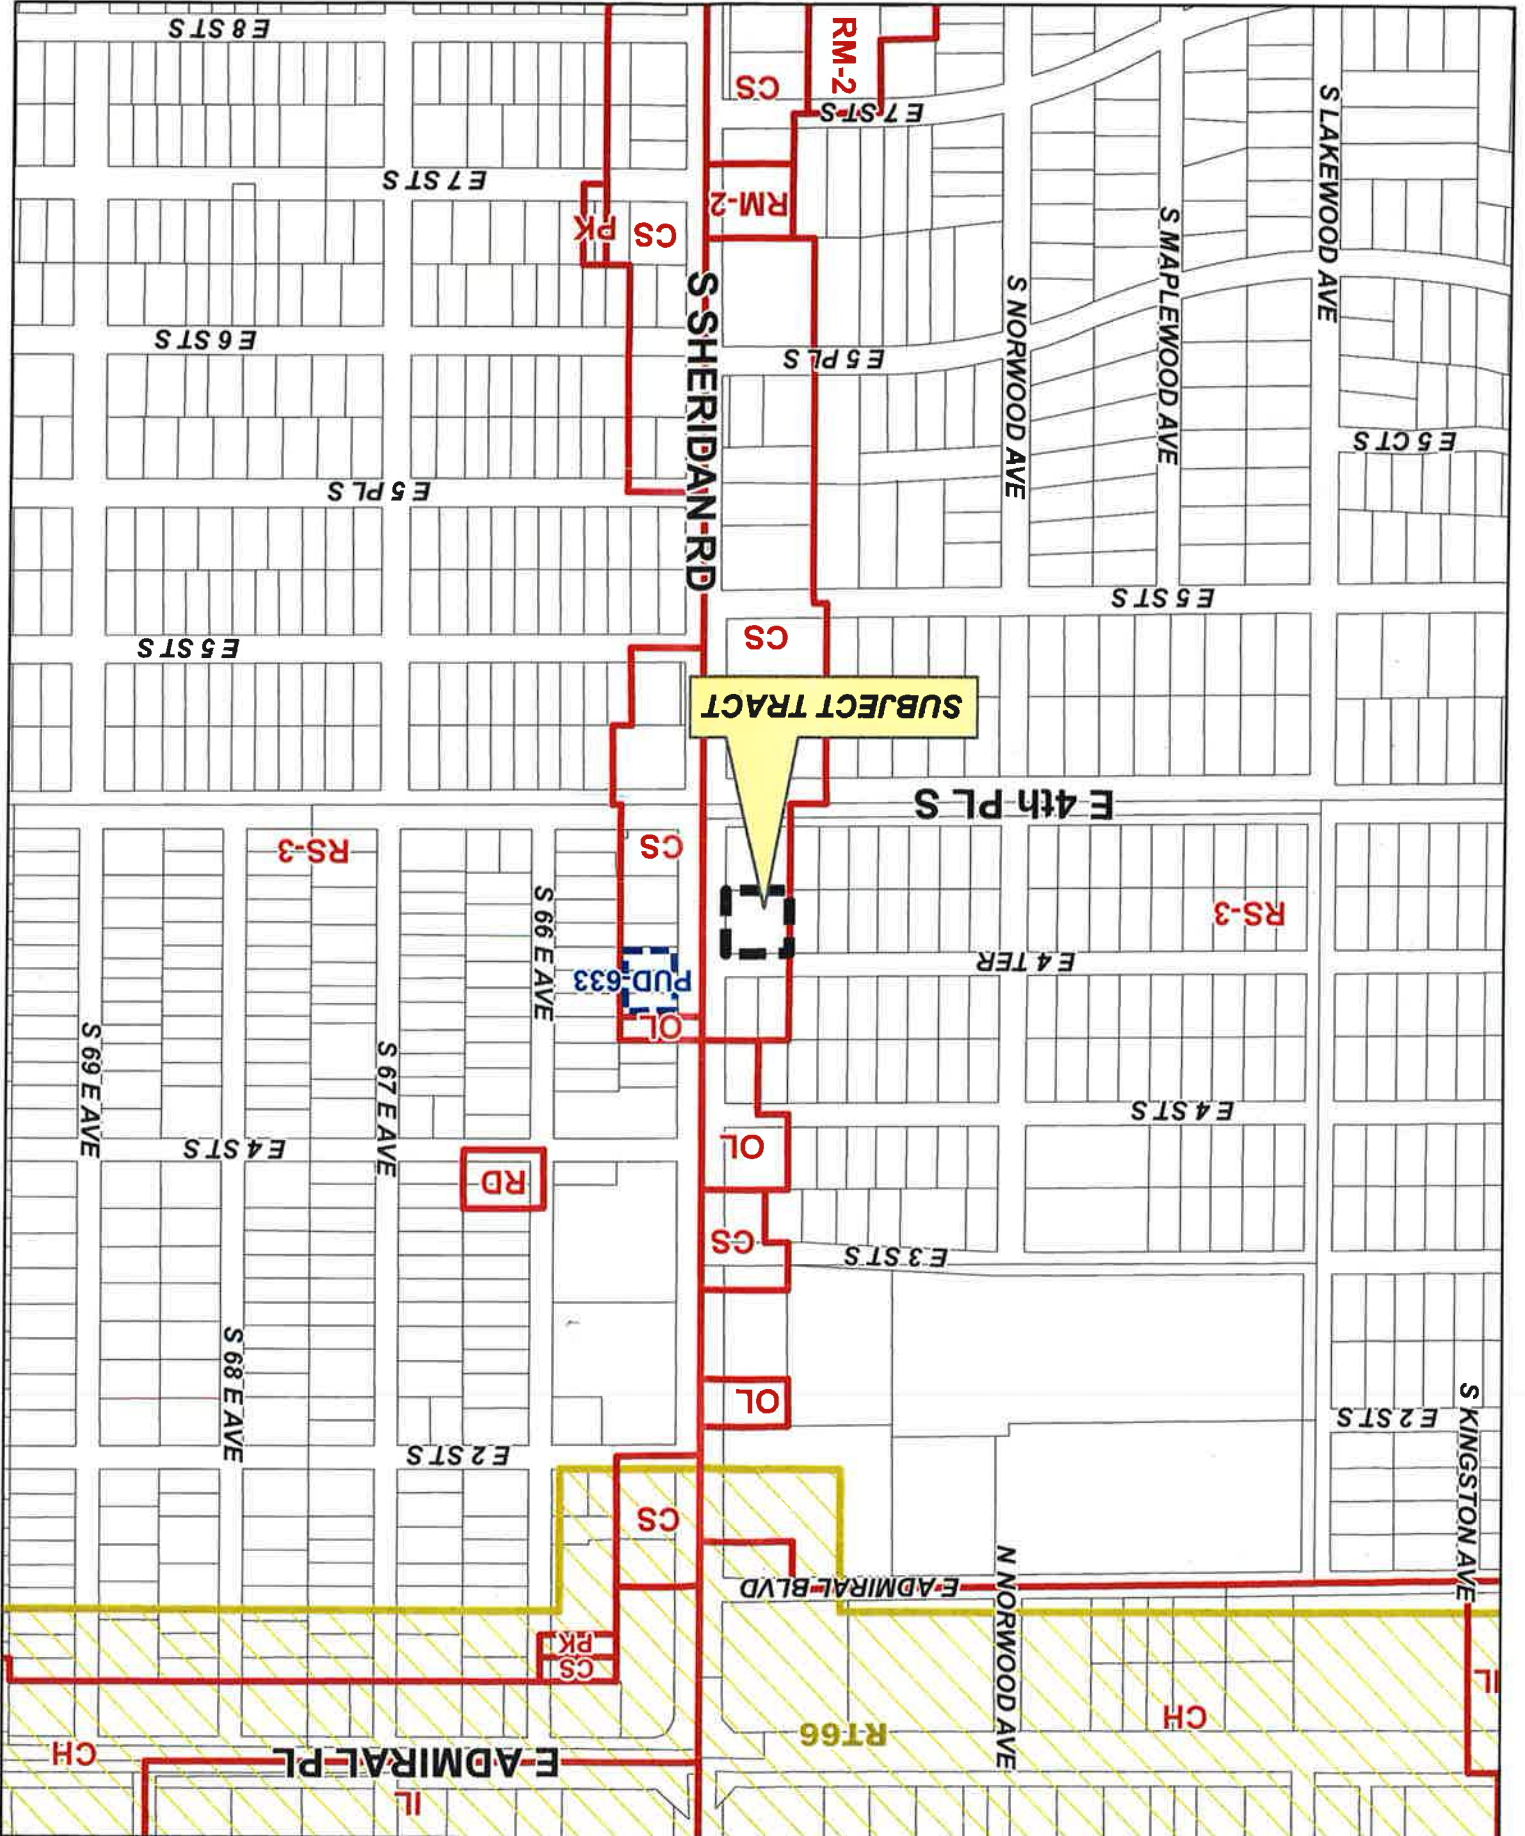 E ADMIRAL PL
IL
CH
RT66
CH
IL
CS
PK
N NORWOOD AVE
E ADMIRAL BLVD
S KINGSTON AVE
CS
E 2 ST S
E 2 ST S
OL
S 68 E AVE
E 3 ST S
CS
RD
E 4 ST S
OL
E 4 ST S
S 69 E AVE
S 67 E AVE
OL
PUD-633
S 66 E AVE
E 4 TER
RS-3
RS-3
CS
E 4th PL S
SUBJECT TRACT
CS
E 5 ST S
E 5 ST S
E 5 PL S
S SHERIDAN RD
E 5 CT S
S NORWOOD AVE
S MAPLEWOOD AVE
E 5 PL S
E 6 ST S
S LAKEWOOD AVE
CS
PK
RM-2
E 7 ST S
E 7 ST S
CS
RM-2
E 8 ST S